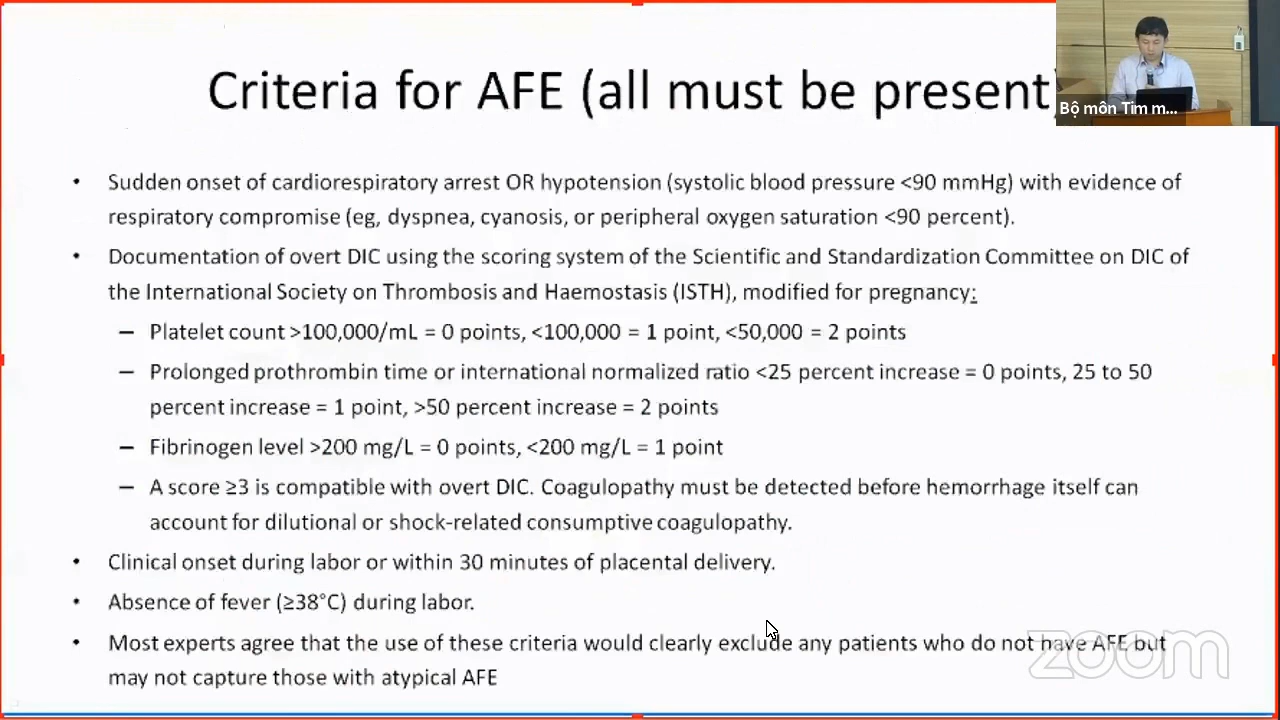 Criteria for AFE (all must be present)
Bộ môn Tim m...
• Sudden onset of cardiorespiratory arrest OR hypotension (systolic blood pressure <90 mmHg) with evidence of
respiratory compromise (eg, dyspnea, cyanosis, or peripheral oxygen saturation <90 percent).
• Documentation of overt DIC using the scoring system of the Scientific and Standardization Committee on DIC of
the International Society on Thrombosis and Haemostasis (ISTH), modified for pregnancy:
– Platelet count >100,000/mL = 0 points, <100,000 = 1 point, <50,000 = 2 points
– Prolonged prothrombin time or international normalized ratio <25 percent increase = 0 points, 25 to 50
percent increase = 1 point, >50 percent increase = 2 points
– Fibrinogen level >200 mg/L = 0 points, <200 mg/L = 1 point
– A score ≥3 is compatible with overt DIC. Coagulopathy must be detected before hemorrhage itself can
account for dilutional or shock-related consumptive coagulopathy.
• Clinical onset during labor or within 30 minutes of placental delivery.
• Absence of fever (≥38°C) during labor.
• Most experts agree that the use of these criteria would clearly exclude any patients who do not have AFE but
may not capture those with atypical AFE
zoom